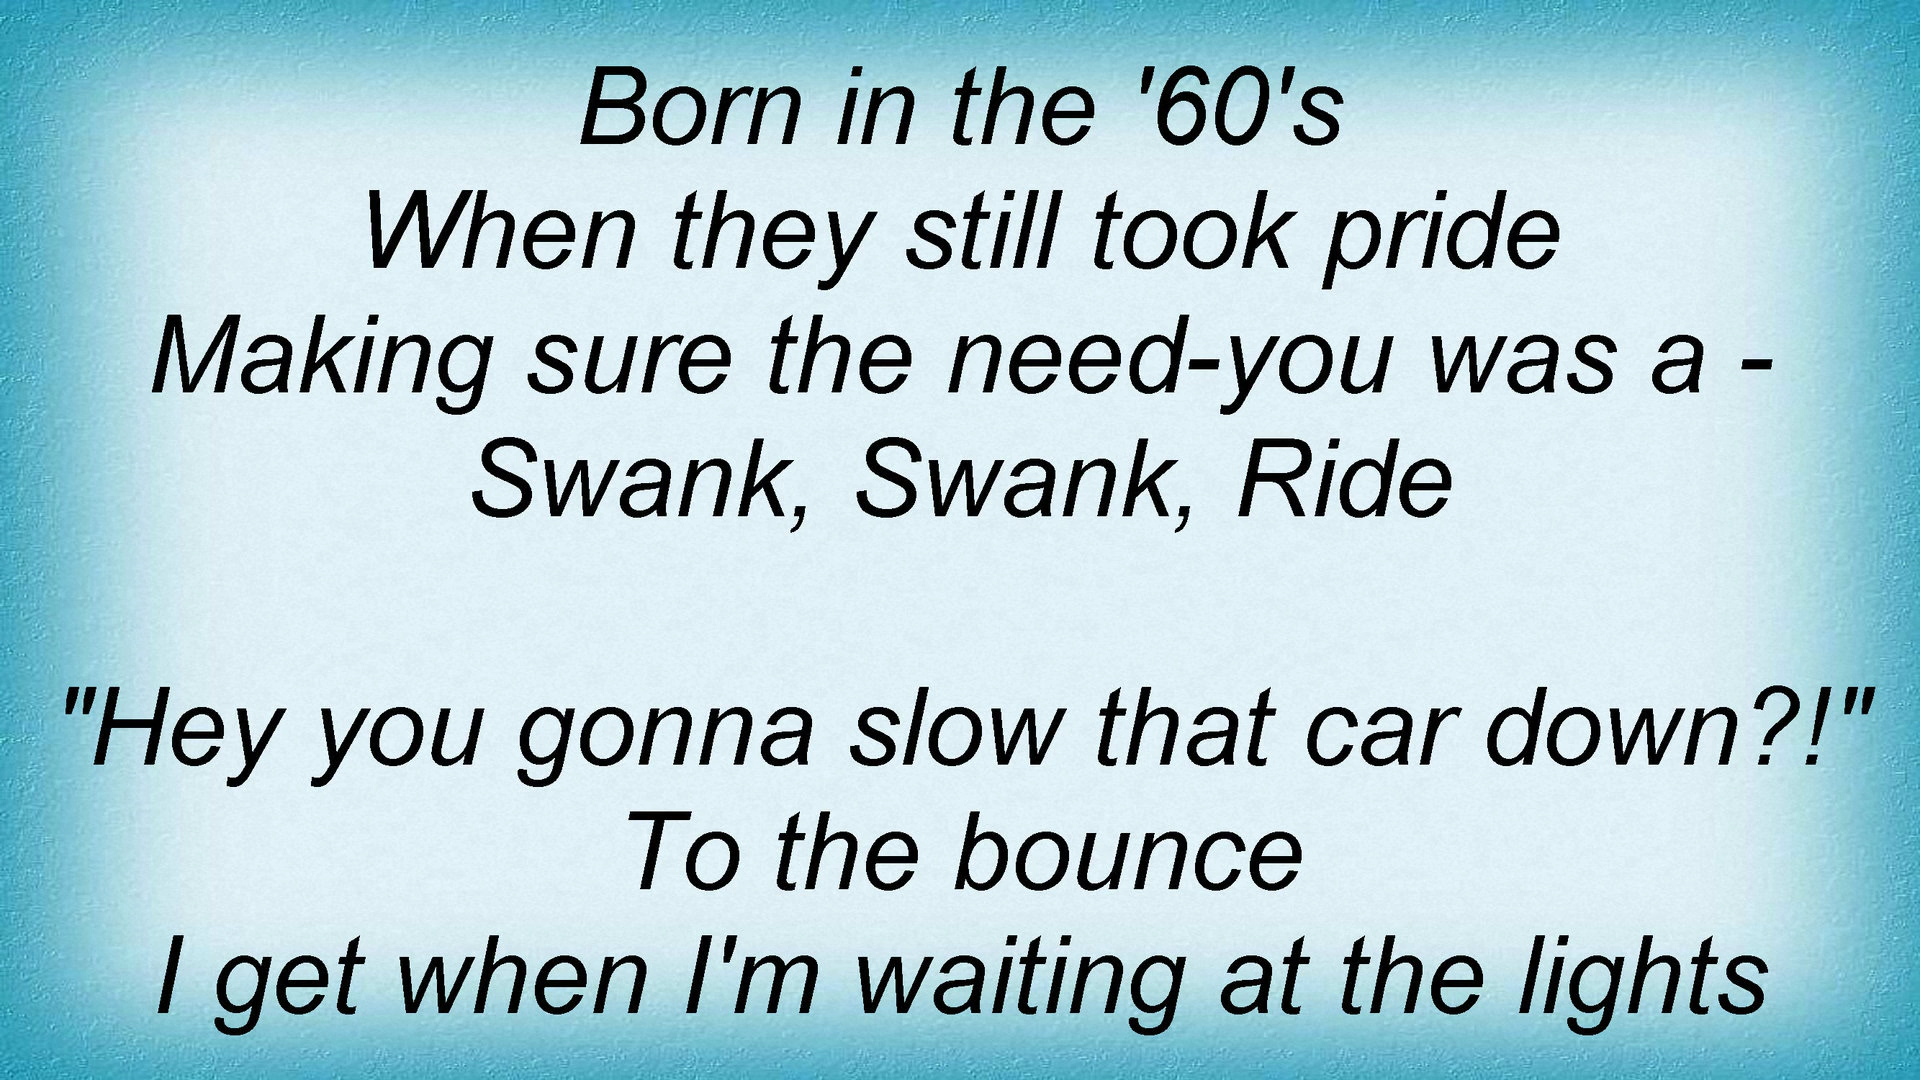 Born in the '60's
When they still took pride
Making sure the need-you was a -
Swank, Swank, Ride
"Hey you gonna slow that car down?!"
To the bounce
I get when I'm waiting at the lights